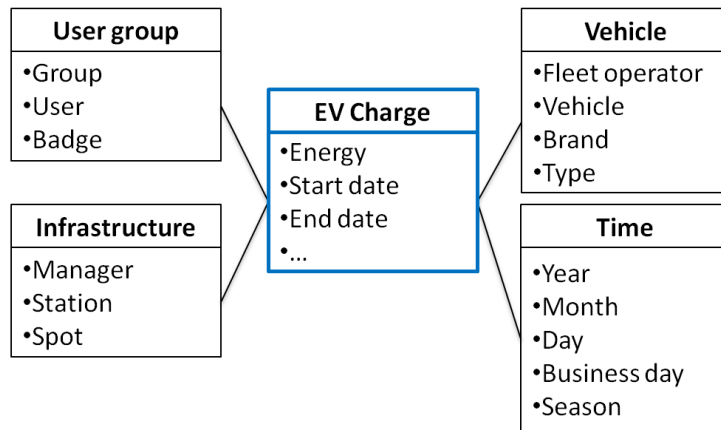 User group
•Group
•User
•Badge
Infrastructure
•Manager
•Station
•Spot
EV Charge
•Energy
•Start date
•End date
•...
Vehicle
•Fleet operator
•Vehicle
•Brand
•Type
Time
•Year
•Month
•Day
•Business day
•Season